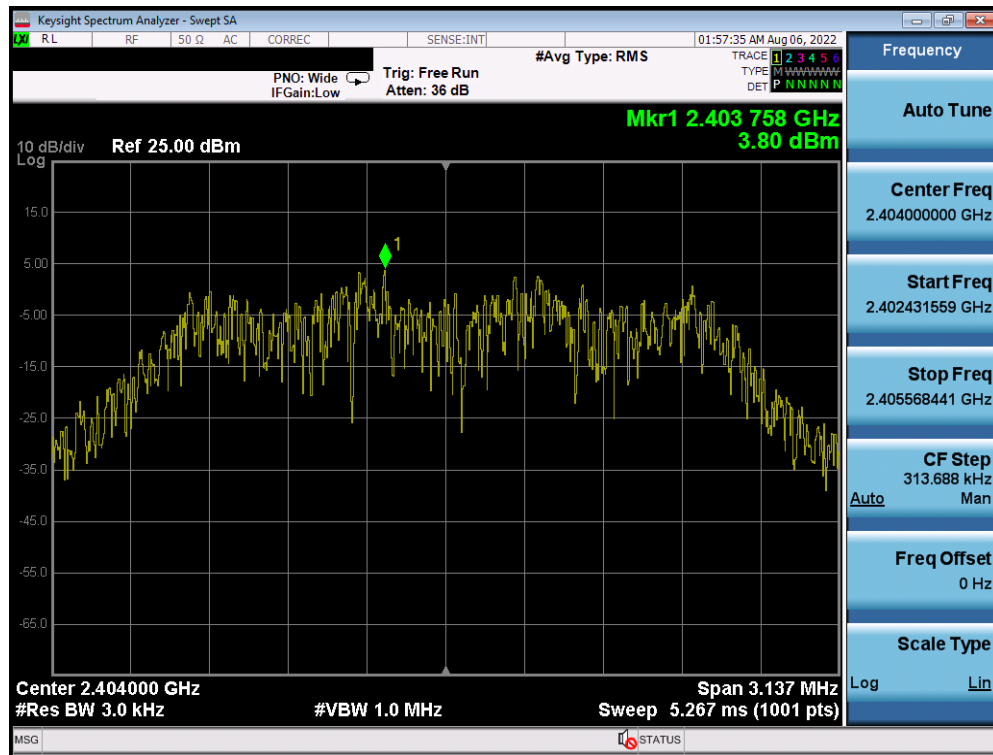 Keysight Spectrum Analyzer - Swept SA
LXI RL RF 50 Ω AC CORREC SENSE:INT 01:57:35 AM Aug 06, 2022
PNO: Wide
IFGain:Low
Trig: Free Run
Atten: 36 dB
#Avg Type: RMS
TRACE 1 2 3 4 5 6
TYPE M WWWWW
DET P N N N N N
Mkr1 2.403 758 GHz
3.80 dBm
10 dB/div Ref 25.00 dBm
Log
15.0
5.00
-5.00
-15.0
-25.0
-35.0
-45.0
-55.0
-65.0
1
Center 2.404000 GHz Span 3.137 MHz
#Res BW 3.0 kHz #VBW 1.0 MHz Sweep 5.267 ms (1001 pts)
MSG STATUS
Frequency
Auto Tune
Center Freq
2.404000000 GHz
Start Freq
2.402431559 GHz
Stop Freq
2.405568441 GHz
CF Step
313.688 kHz
Auto Man
Freq Offset
0 Hz
Scale Type
Log Lin